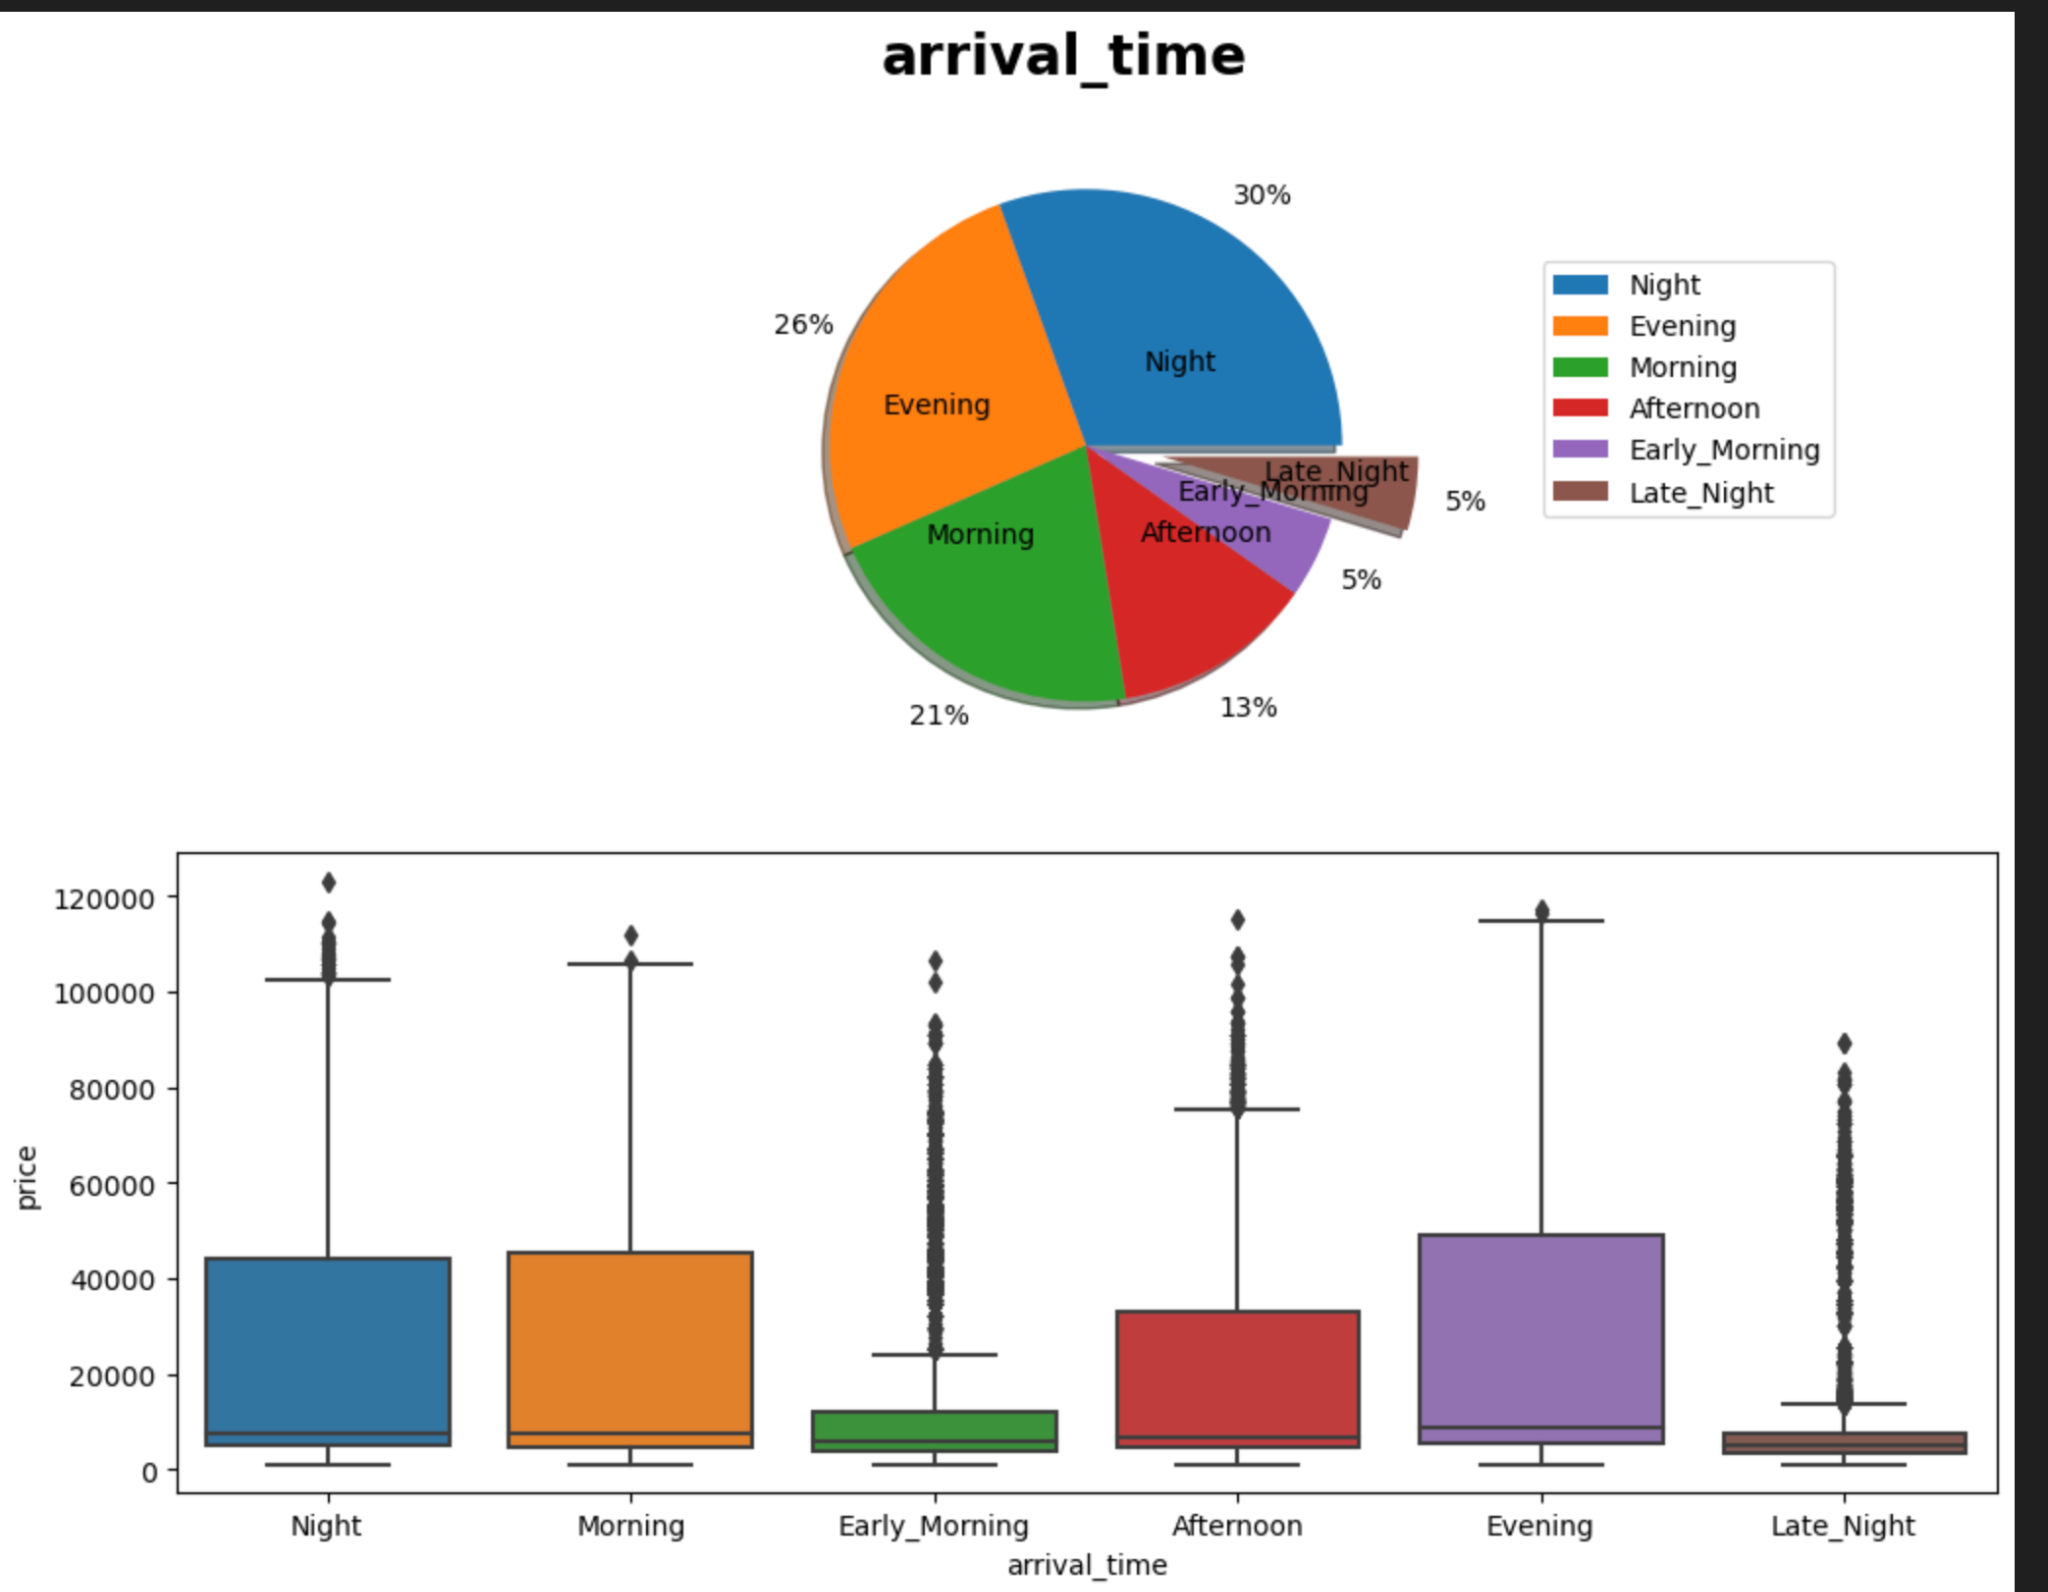 arrival_time
30%
26%
Night
Evening
Morning
Afternoon
Early_Morning
Late_Night
5%
5%
21%
13%
Night
Evening
Morning
Afternoon
Early_Morning
Late_Night
120000
100000
80000
60000
40000
20000
0
price
Night Morning Early_Morning Afternoon Evening Late_Night
arrival_time